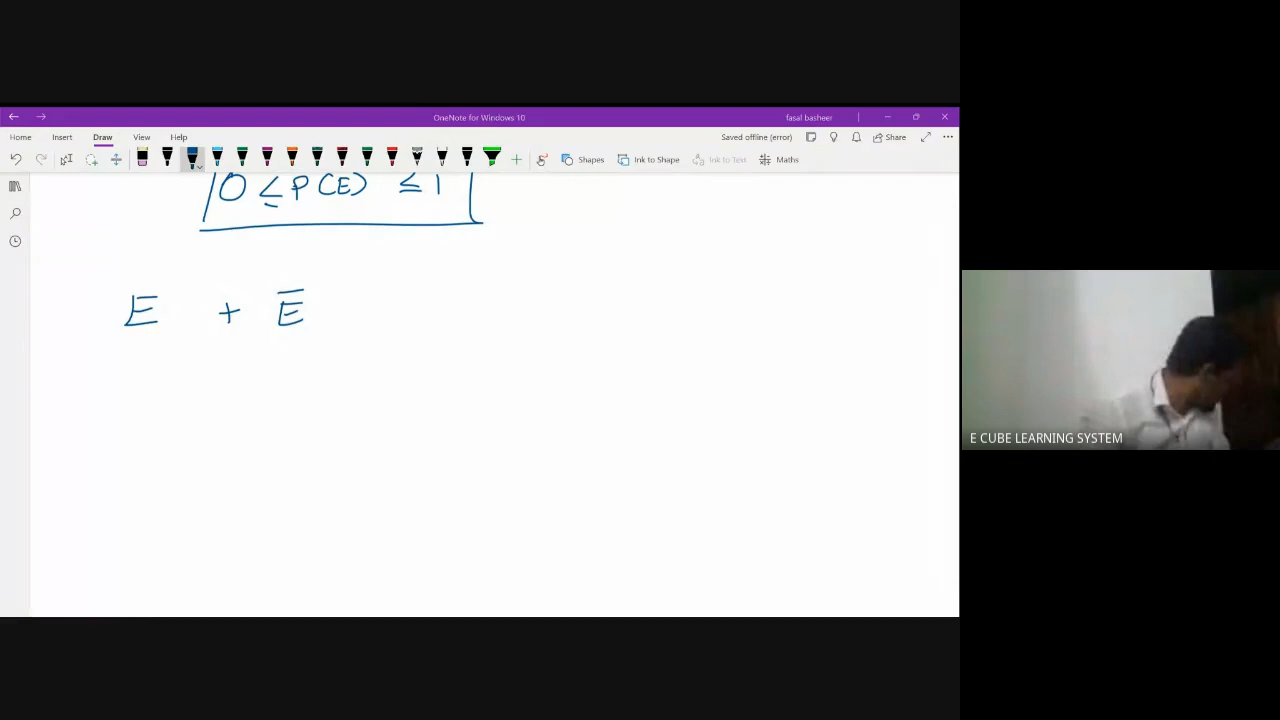 OneNote for Windows 10
fasal basheer
Home Insert Draw View Help
Saved offline (error)
Share
Shapes
Ink to Shape
Ink to Text
Maths
0 ≤ P (E) ≤ 1
E + E̅
E CUBE LEARNING SYSTEM